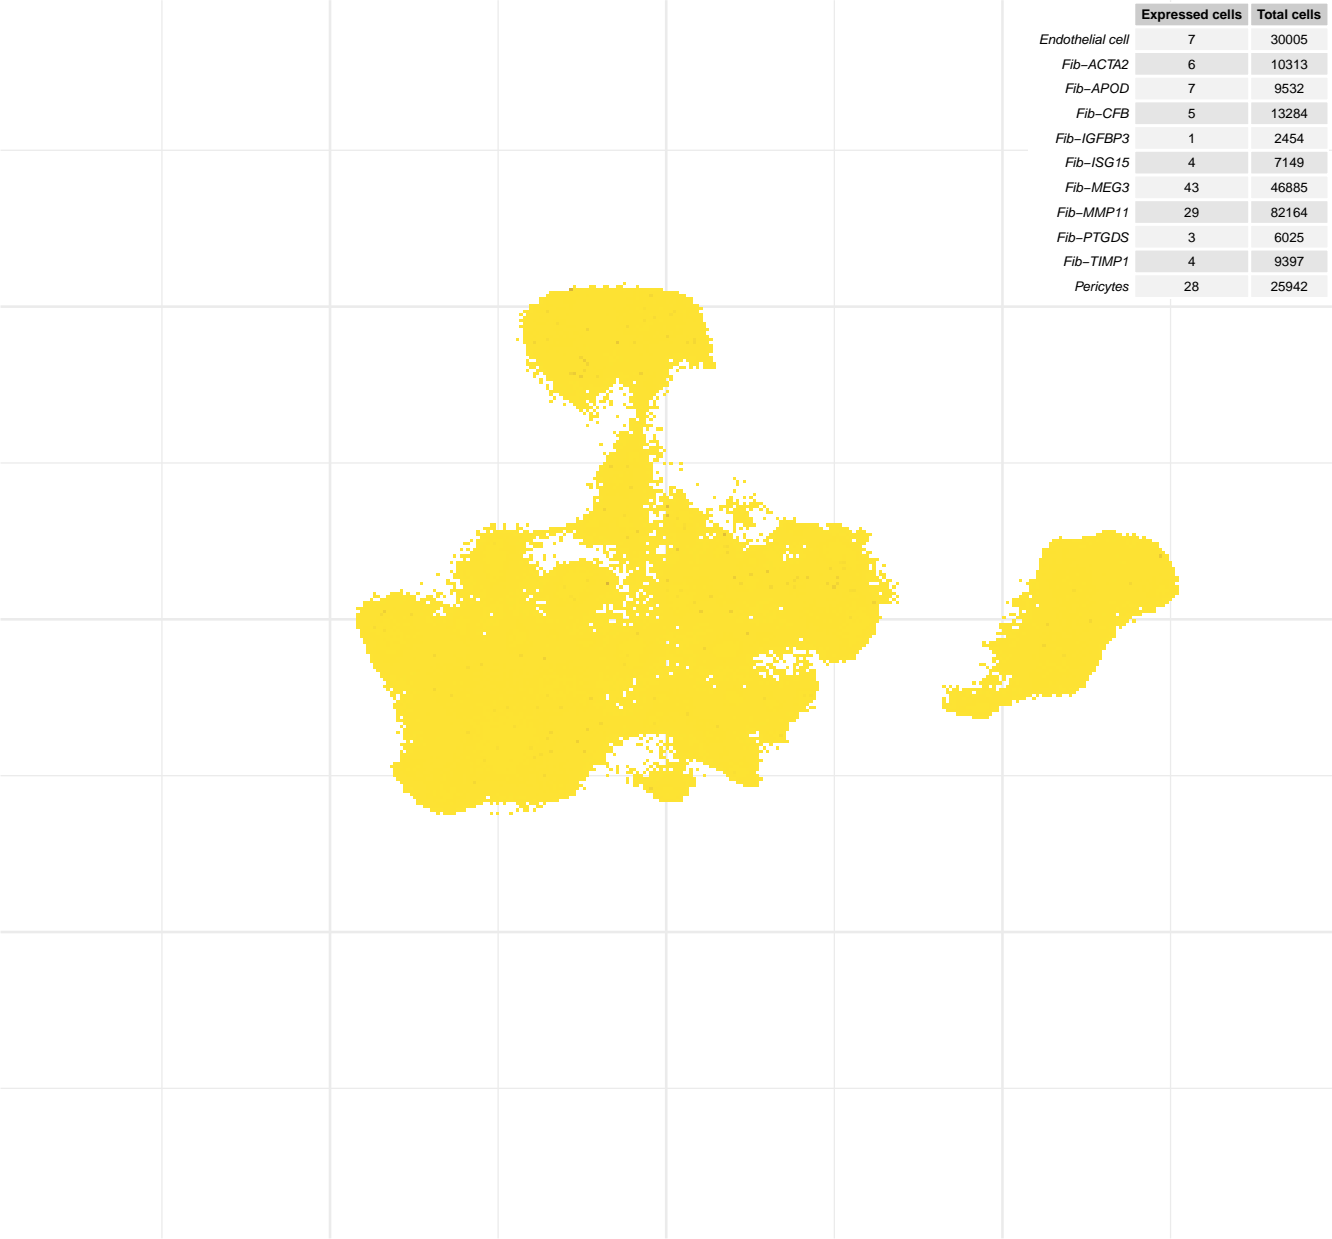 Expressed cells Total cells
Endothelial cell 7 30005
Fib−ACTA2 6 10313
Fib−APOD 7 9532
Fib−CFB 5 13284
Fib−IGFBP3 1 2454
Fib−ISG15 4 7149
Fib−MEG3 43 46885
Fib−MMP11 29 82164
Fib−PTGDS 3 6025
Fib−TIMP1 4 9397
Pericytes 28 25942